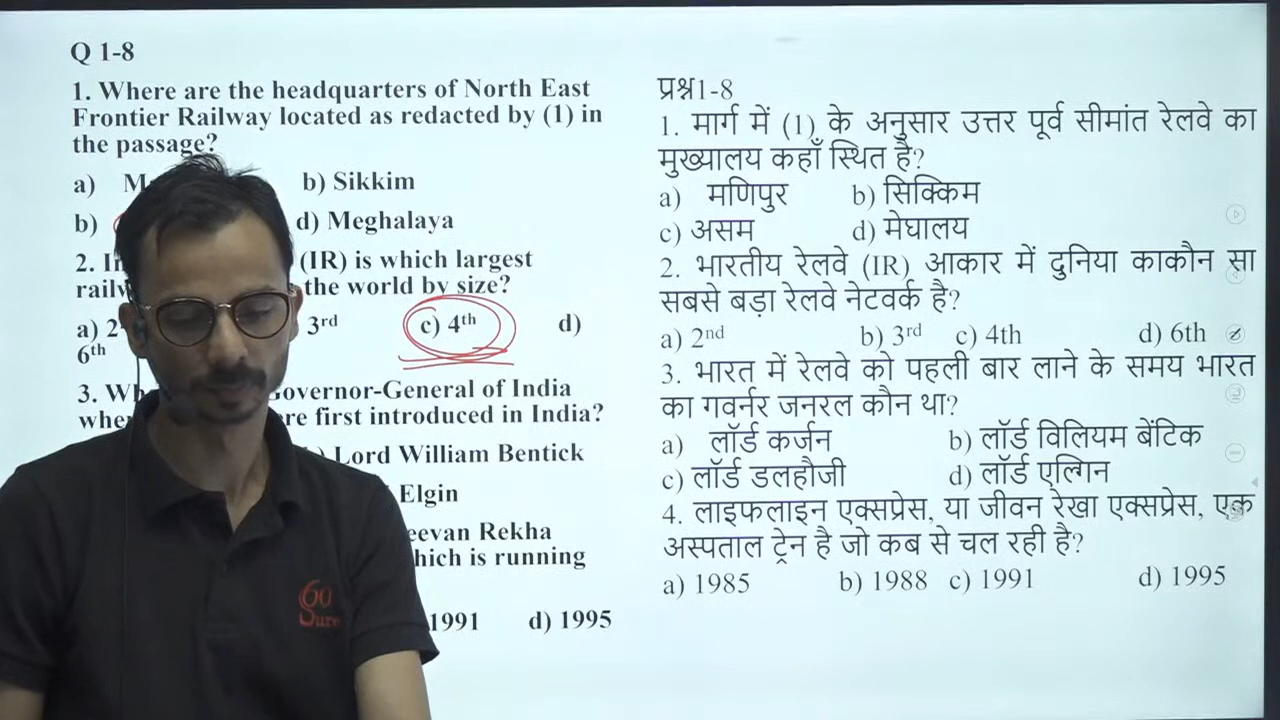 Q 1-8
1. Where are the headquarters of North East
Frontier Railway located as redacted by (1) in
the passage?
a) M
b) Sikkim
b)
d) Meghalaya
2. I
(IR) is which largest
the world by size?
a) 2
3rd
c) 4th
d)
6th
3. Wh
overnor-General of India
re first introduced in India?
Lord William Bentick
Elgin
eevan Rekha
hich is running
1991
d) 1995
प्रश्न1-8
1. मार्ग में (1) के अनुसार उत्तर पूर्व सीमांत रेलवे का
मुख्यालय कहाँ स्थित है?
a) मणिपुर b) सिक्किम
c) असम d) मेघालय
2. भारतीय रेलवे (IR) आकार में दुनिया काकौन सा
सबसे बड़ा रेलवे नेटवर्क है?
a) 2nd b) 3rd c) 4th d) 6th
3. भारत में रेलवे को पहली बार लाने के समय भारत
का गवर्नर जनरल कौन था?
a) लॉर्ड कर्जन b) लॉर्ड विलियम बेंटिक
c) लॉर्ड डलहौजी d) लॉर्ड एल्गिन
4. लाइफलाइन एक्सप्रेस, या जीवन रेखा एक्सप्रेस, एक
अस्पताल ट्रेन है जो कब से चल रही है?
a) 1985 b) 1988 c) 1991 d) 1995